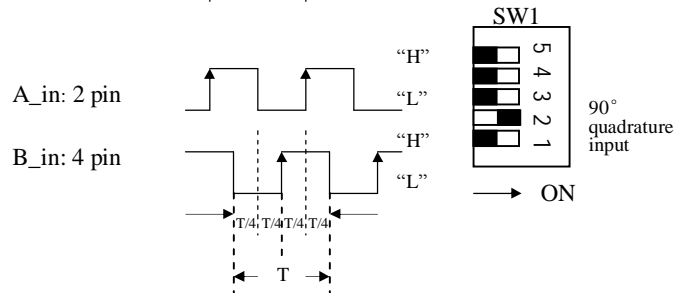 SW1
A_in: 2 pin
“H”
“L”
B_in: 4 pin
“H”
“L”
T/4 T/4 T/4 T/4
T
5
4
3
2
1
90°
quadrature
input
ON